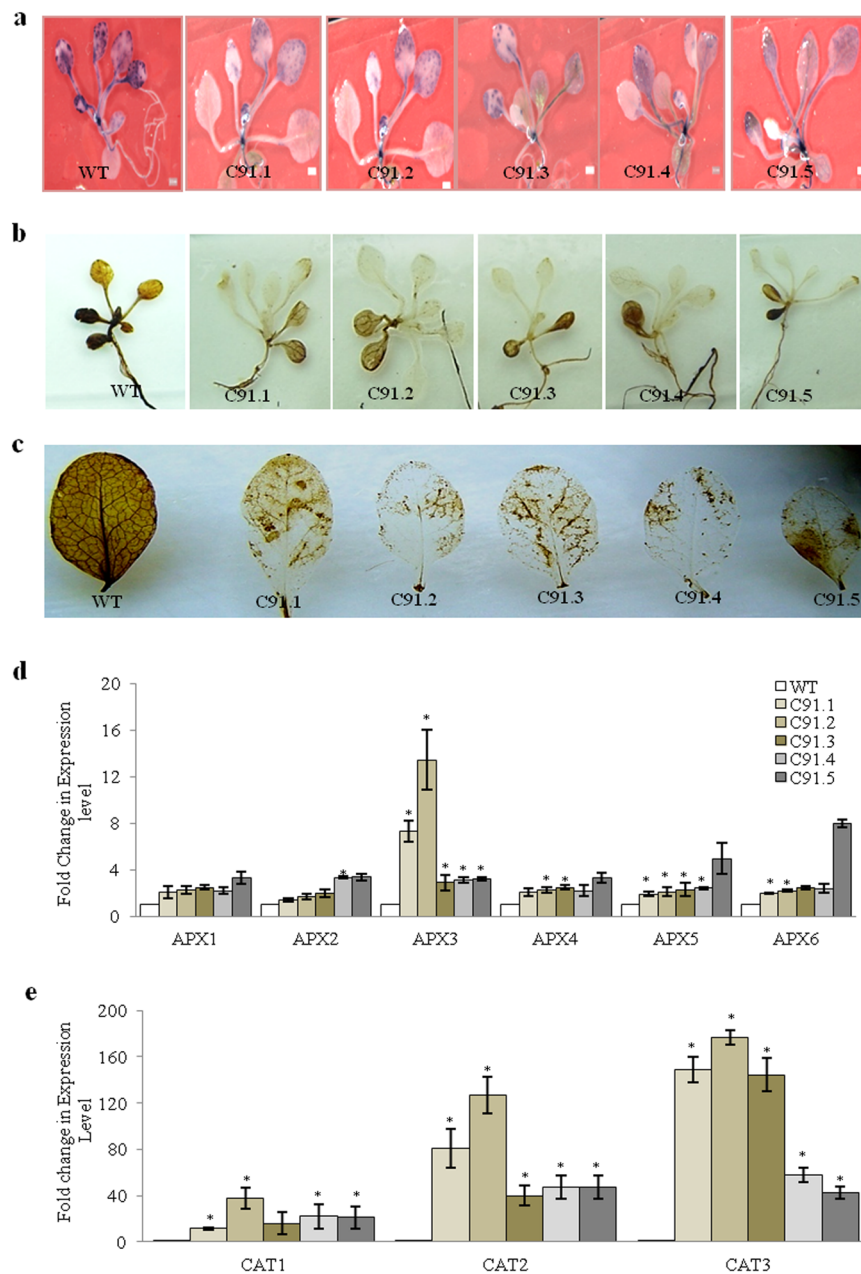 a
WT C91.1 C91.2 C91.3 C91.4 C91.5
b
WT C91.1 C91.2 C91.3 C91.4 C91.5
c
WT C91.1 C91.2 C91.3 C91.4 C91.5
d
Fold Change in Expression
level
20
16
12
8
4
0
* * * * * * * * * * * * * *
WT
C91.1
C91.2
C91.3
C91.4
C91.5
APX1 APX2 APX3 APX4 APX5 APX6
e
Fold change in Expression
Level
200
160
120
80
40
0
* * * * * * * * * * * * * *
CAT1 CAT2 CAT3